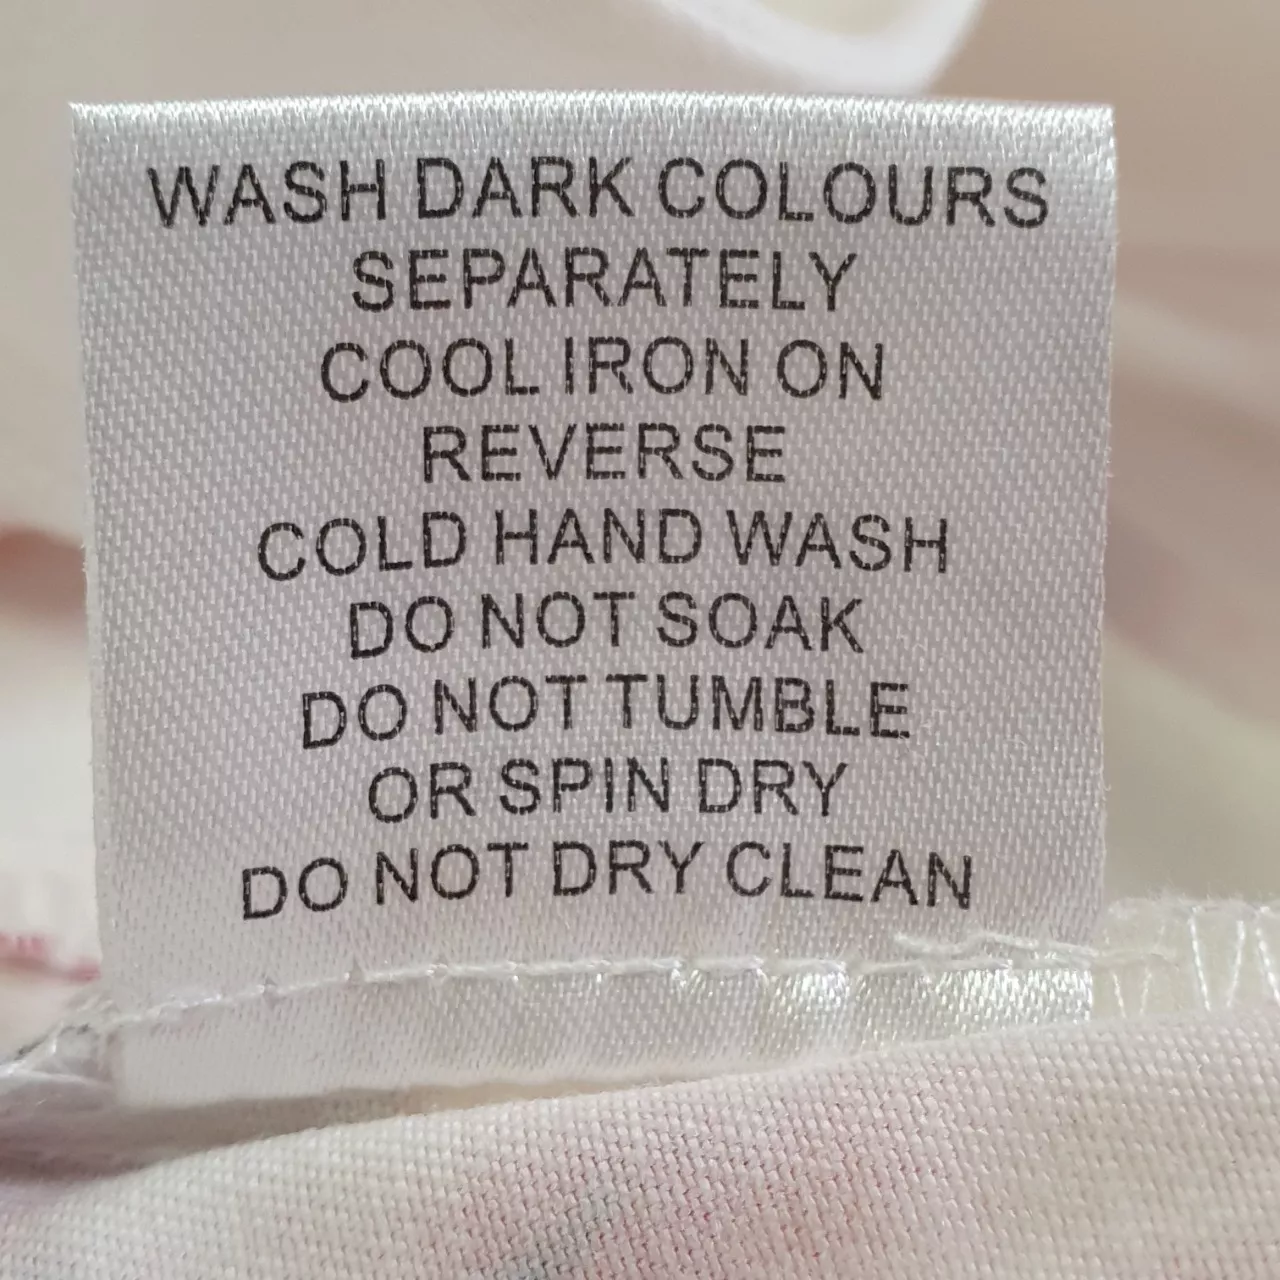 WASH DARK COLOURS
SEPARATELY
COOL IRON ON
REVERSE
COLD HAND WASH
DO NOT SOAK
DO NOT TUMBLE
OR SPIN DRY
DO NOT DRY CLEAN